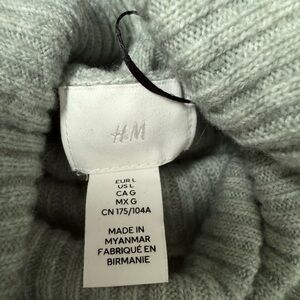 H&M
EUR L
US L
CA G
MX G
CN 175/104A
MADE IN
MYANMAR
FABRIQUÉ EN
BIRMANIE